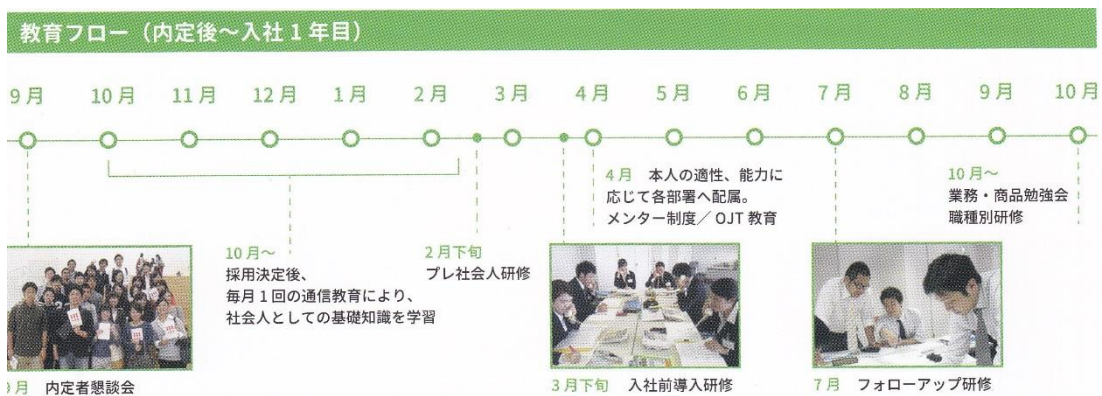 教育フロー（内定後～入社1年目）
9月 10月 11月 12月 1月 2月 3月 4月 5月 6月 7月 8月 9月 10月
4月 本人の適性、能力に
応じて各部署へ配属。
メンター制度／OJT教育
10月～
業務・商品勉強会
職種別研修
10月～
採用決定後、
毎月1回の通信教育により、
社会人としての基礎知識を学習
2月下旬
プレ社会人研修
9月 内定者懇談会
3月下旬 入社前導入研修
7月 フォローアップ研修